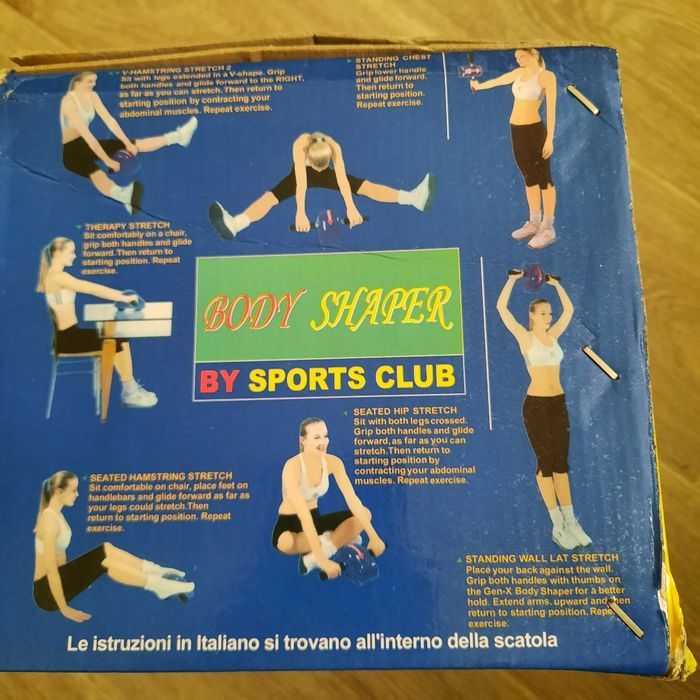 V-HAMSTRING STRETCH 2
Sit with legs extended in a V-shape. Grip
both handles and glide forward to the RIGHT,
as far as you can stretch. Then return to
starting position by contracting your
abdominal muscles. Repeat exercise.
STANDING CHEST
STRETCH
Grip lower handle
and glide forward.
Then return to
starting position.
Repeat exercise.
THERAPY STRETCH
Sit comfortably on a chair,
grip both handles and glide
forward. Then return to
starting position. Repeat
exercise.
BODY SHAPER
BY SPORTS CLUB
SEATED HIP STRETCH
Sit with both legs crossed.
Grip both handles and glide
forward, as far as you can
stretch. Then return to
starting position by
contracting your abdominal
muscles. Repeat exercise.
SEATED HAMSTRING STRETCH
Sit comfortable on chair, place feet on
handlebars and glide forward as far as
your legs could stretch. Then
return to starting position. Repeat
exercise.
STANDING WALL LAT STRETCH
Place your back against the wall.
Grip both handles with thumbs on
the Gen-X Body Shaper for a better
hold. Extend arms, upward and
return to starting position.
exercise.
Le istruzioni in Italiano si trovano all'interno della scatola